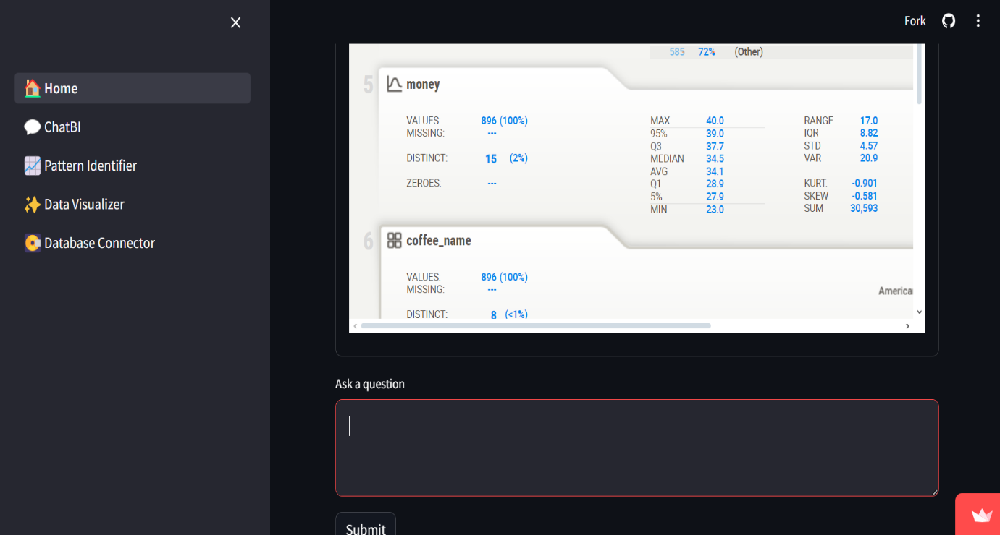 Fork
Home
ChatBI
Pattern Identifier
Data Visualizer
Database Connector
585 72% (Other)
5 money
VALUES: 896 (100%)
MISSING: ---
DISTINCT: 15 (2%)
ZEROES: ---
MAX 40.0
95% 39.0
Q3 37.7
MEDIAN 34.5
AVG 34.1
Q1 28.9
5% 27.9
MIN 23.0
RANGE 17.0
IQR 8.82
STD 4.57
VAR 20.9
KURT. -0.901
SKEW -0.581
SUM 30,593
6 coffee_name
VALUES: 896 (100%)
MISSING: ---
DISTINCT: 8 (<1%)
America
Ask a question
Submit